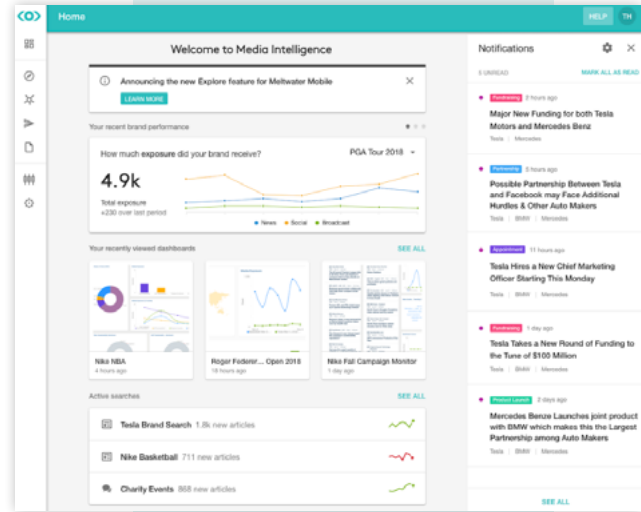 Home
HELP
TH
Welcome to Media Intelligence
Announcing the new Explore feature for Meltwater Mobile
LEARN MORE
Your recent brand performance
How much exposure did your brand receive?
PGA Tour 2018
4.9k
Total exposure
+230 over last period
News
Social
Broadcast
Your recently viewed dashboards
SEE ALL
Nike NBA
4 hours ago
Roger Federer... Open 2018
18 hours ago
Nike Fall Campaign Monitor
1 day ago
Active searches
SEE ALL
Tesla Brand Search 1.8k new articles
Nike Basketball 711 new articles
Charity Events 868 new articles
Notifications
UNREAD
MARK ALL AS READ
Fundraising hours ago
Major New Funding for both Tesla
Motors and Mercedes Benz
Tesla | Mercedes
Partnership 5 hours ago
Possible Partnership Between Tesla
and Facebook may Face Additional
Hurdles & Other Auto Makers
Tesla | BMW | Mercedes
Appointment 11 hours ago
Tesla Hires a New Chief Marketing
Officer Starting This Monday
Tesla | BMW | Mercedes
Fundraising 1 day ago
Tesla Takes a New Round of Funding to
the Tune of $100 Million
Tesla | BMW | Mercedes
Product Launch 2 days ago
Mercedes Benze Launches joint product
with BMW which makes this the Largest
Partnership among Auto Makers
Tesla | BMW | Mercedes
SEE ALL